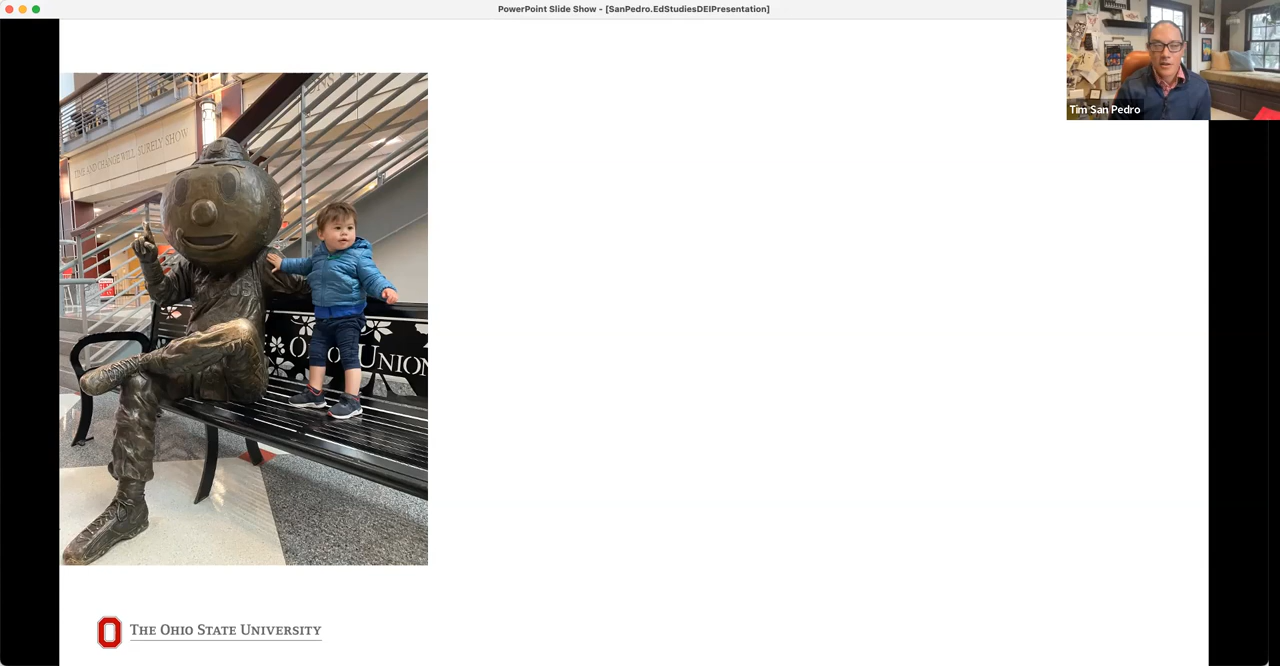 PowerPoint Slide Show - [SanPedro.EdStudiesDEIPresentation]
Tim San Pedro
TIME AND CHANGE WILL SURELY SHOW
OHIO UNION
THE OHIO STATE UNIVERSITY